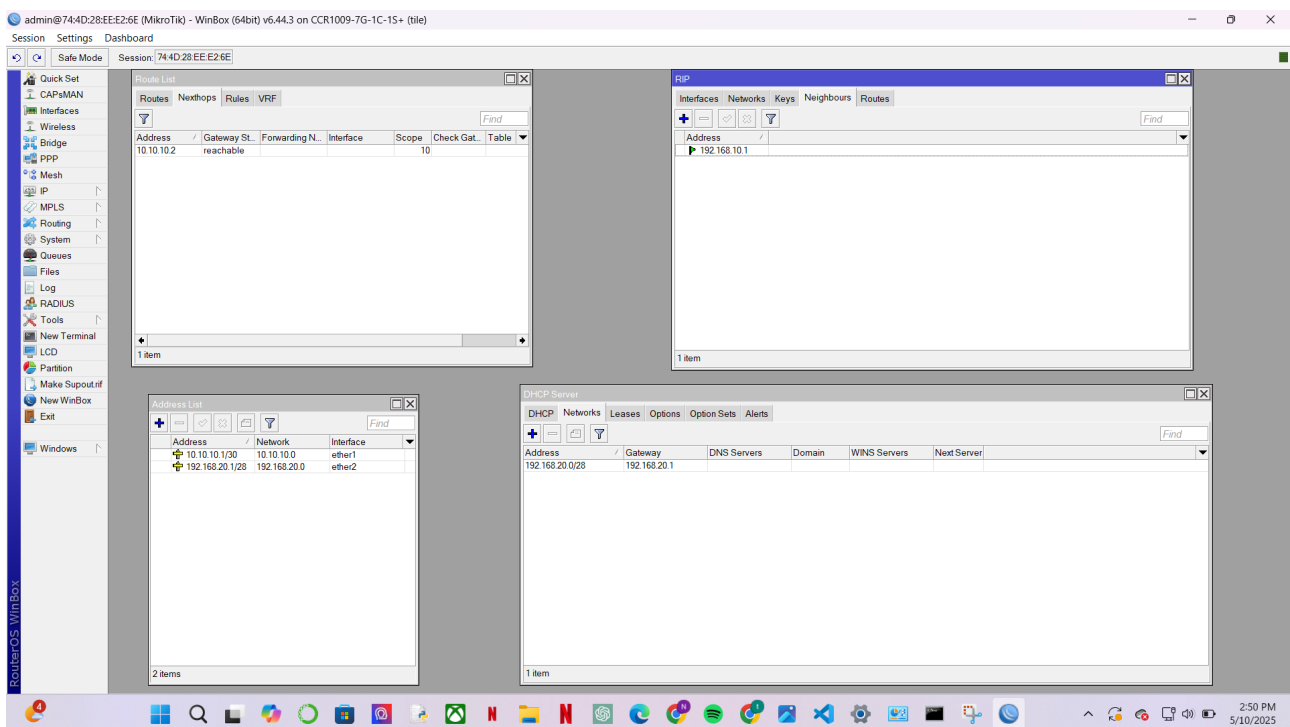 admin@74:4D:28:EE:E2:6E (MikroTik) - WinBox (64bit) v6.44.3 on CCR1009-7G-1C-1S+ (tile)
Session Settings Dashboard
Safe Mode Session: 74:4D:28:EE:E2:6E
Quick Set
CAPsMAN
Interfaces
Wireless
Bridge
PPP
Mesh
IP
MPLS
Routing
System
Queues
Files
Log
RADIUS
Tools
New Terminal
LCD
Partition
Make Supout.rif
New WinBox
Exit
Windows
RouterOS WinBox
Route List
Routes Nexthops Rules VRF
Find
Address Gateway St... Forwarding N... Interface Scope Check Gat... Table
10.10.10.2 reachable 10
1 item
RIP
Interfaces Networks Keys Neighbours Routes
Find
Address
192.168.10.1
1 item
Address List
Find
Address Network Interface
10.10.10.1/30 10.10.10.0 ether1
192.168.20.1/28 192.168.20.0 ether2
2 items
DHCP Server
DHCP Networks Leases Options Option Sets Alerts
Find
Address Gateway DNS Servers Domain WINS Servers Next Server
192.168.20.0/28 192.168.20.1
1 item
4
N
N
N
1
2:50 PM
5/10/2025